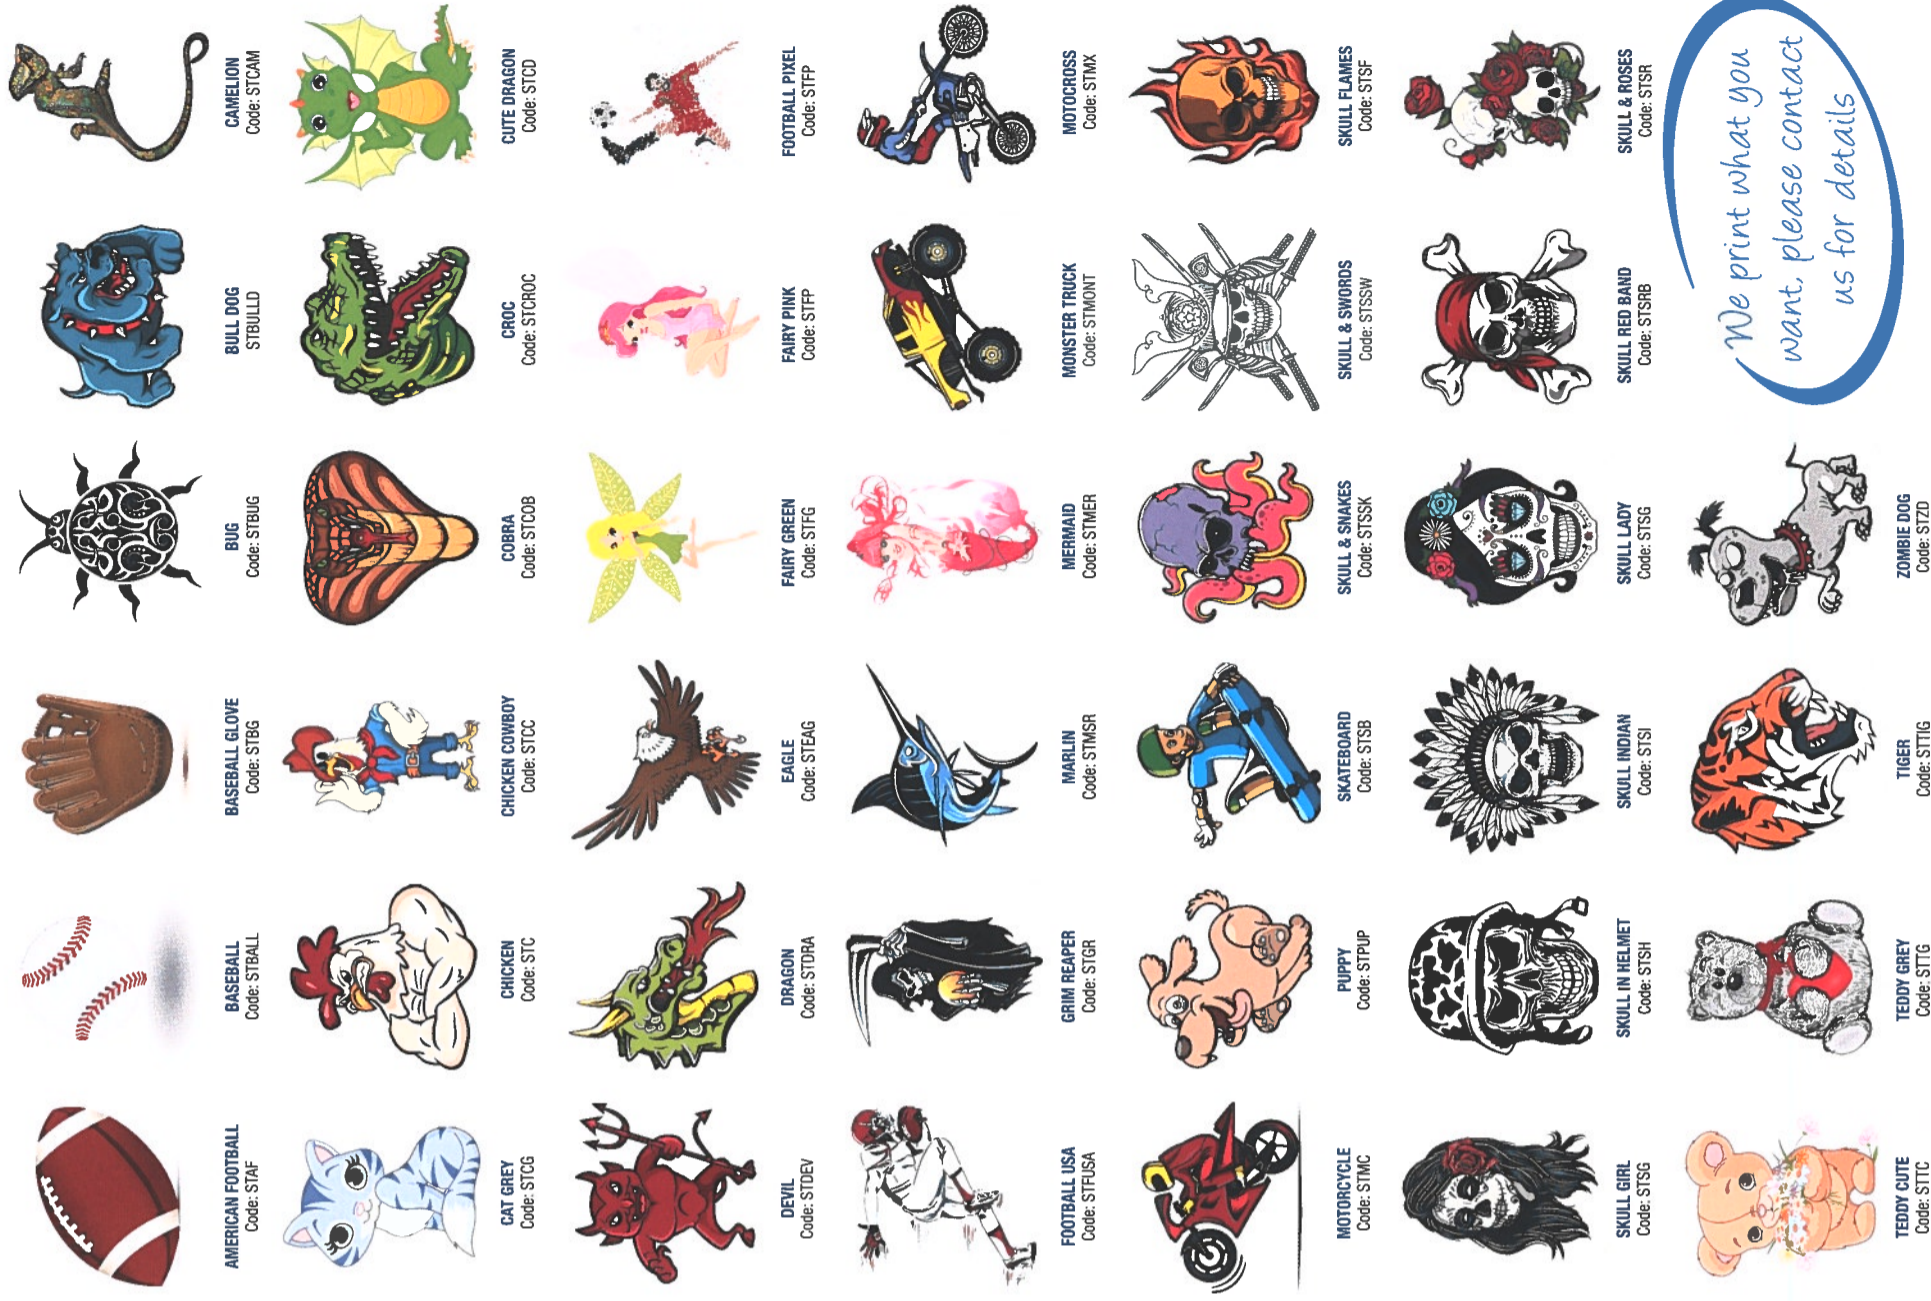 AMERICAN FOOTBALL
Code: STAF
BASEBALL
Code: STBALL
BASEBALL GLOVE
Code: STBG
BUG
Code: STBUG
BULL DOG
STBULLD
CAMELION
Code: STCAM
CAT GREY
Code: STCG
CHICKEN
Code: STC
CHICKEN COWBOY
Code: STCC
COBRA
Code: STCOB
CROC
Code: STCROC
CUTE DRAGON
Code: STCD
DEVIL
Code: STDEV
DRAGON
Code: STDRA
EAGLE
Code: STEAG
FAIRY GREEN
Code: STFG
FAIRY PINK
Code: STFP
FOOTBALL PIXEL
Code: STFP
FOOTBALL USA
Code: STFUSA
GRIM REAPER
Code: STGR
MARLIN
Code: STMSR
MERMAID
Code: STMER
MONSTER TRUCK
Code: STMONT
MOTOCROSS
Code: STMX
MOTORCYCLE
Code: STMC
PUPPY
Code: STPUP
SKATEBOARD
Code: STSB
SKULL & SNAKES
Code: STSSK
SKULL & SWORDS
Code: STSSW
SKULL FLAMES
Code: STSF
SKULL GIRL
Code: STSG
SKULL IN HELMET
Code: STSH
SKULL INDIAN
Code: STSI
SKULL LADY
Code: STSG
SKULL RED BAND
Code: STSRB
SKULL & ROSES
Code: STSR
TEDDY CUTE
Code: STTC
TEDDY GREY
Code: STTG
TIGER
Code: STTIG
ZOMBIE DOG
Code: STZD
We print what you
want, please contact
us for details